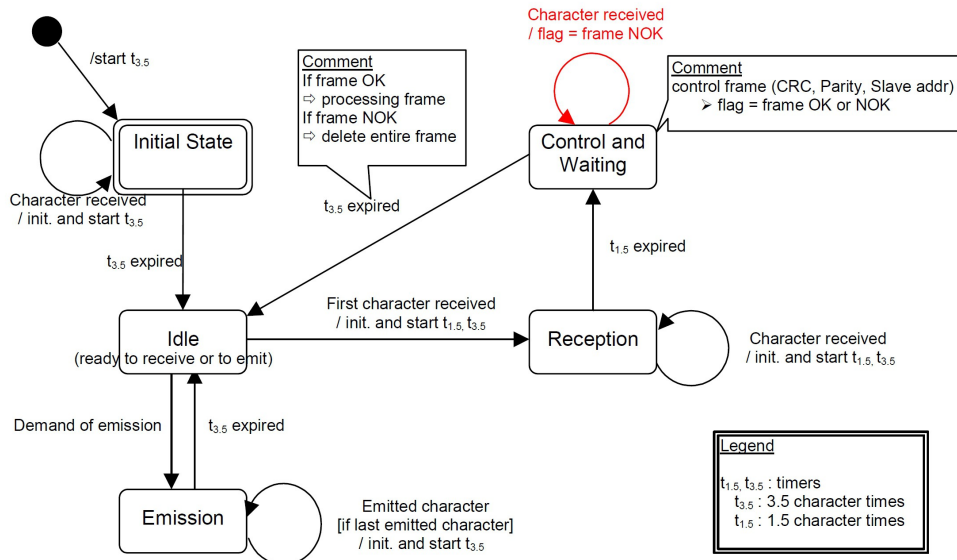 Character received
/ flag = frame NOK
/start t3.5
Comment
If frame OK
⇨ processing frame
If frame NOK
⇨ delete entire frame
Comment
control frame (CRC, Parity, Slave addr)
➢ flag = frame OK or NOK
Initial State
Control and
Waiting
Character received
/ init. and start t3.5
t3.5 expired
t3.5 expired
t1.5 expired
First character received
/ init. and start t1.5, t3.5
Idle
(ready to receive or to emit)
Reception
Character received
/ init. and start t1.5, t3.5
Demand of emission
t3.5 expired
Emission
Emitted character
[if last emitted character]
/ init. and start t3.5
Legend
t1.5, t3.5 : timers
t3.5 : 3.5 character times
t1.5 : 1.5 character times